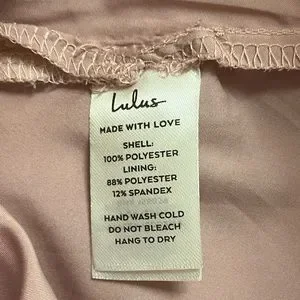 Lulus
MADE WITH LOVE
SHELL:
100% POLYESTER
LINING:
88% POLYESTER
12% SPANDEX
HAND WASH COLD
DO NOT BLEACH
HANG TO DRY